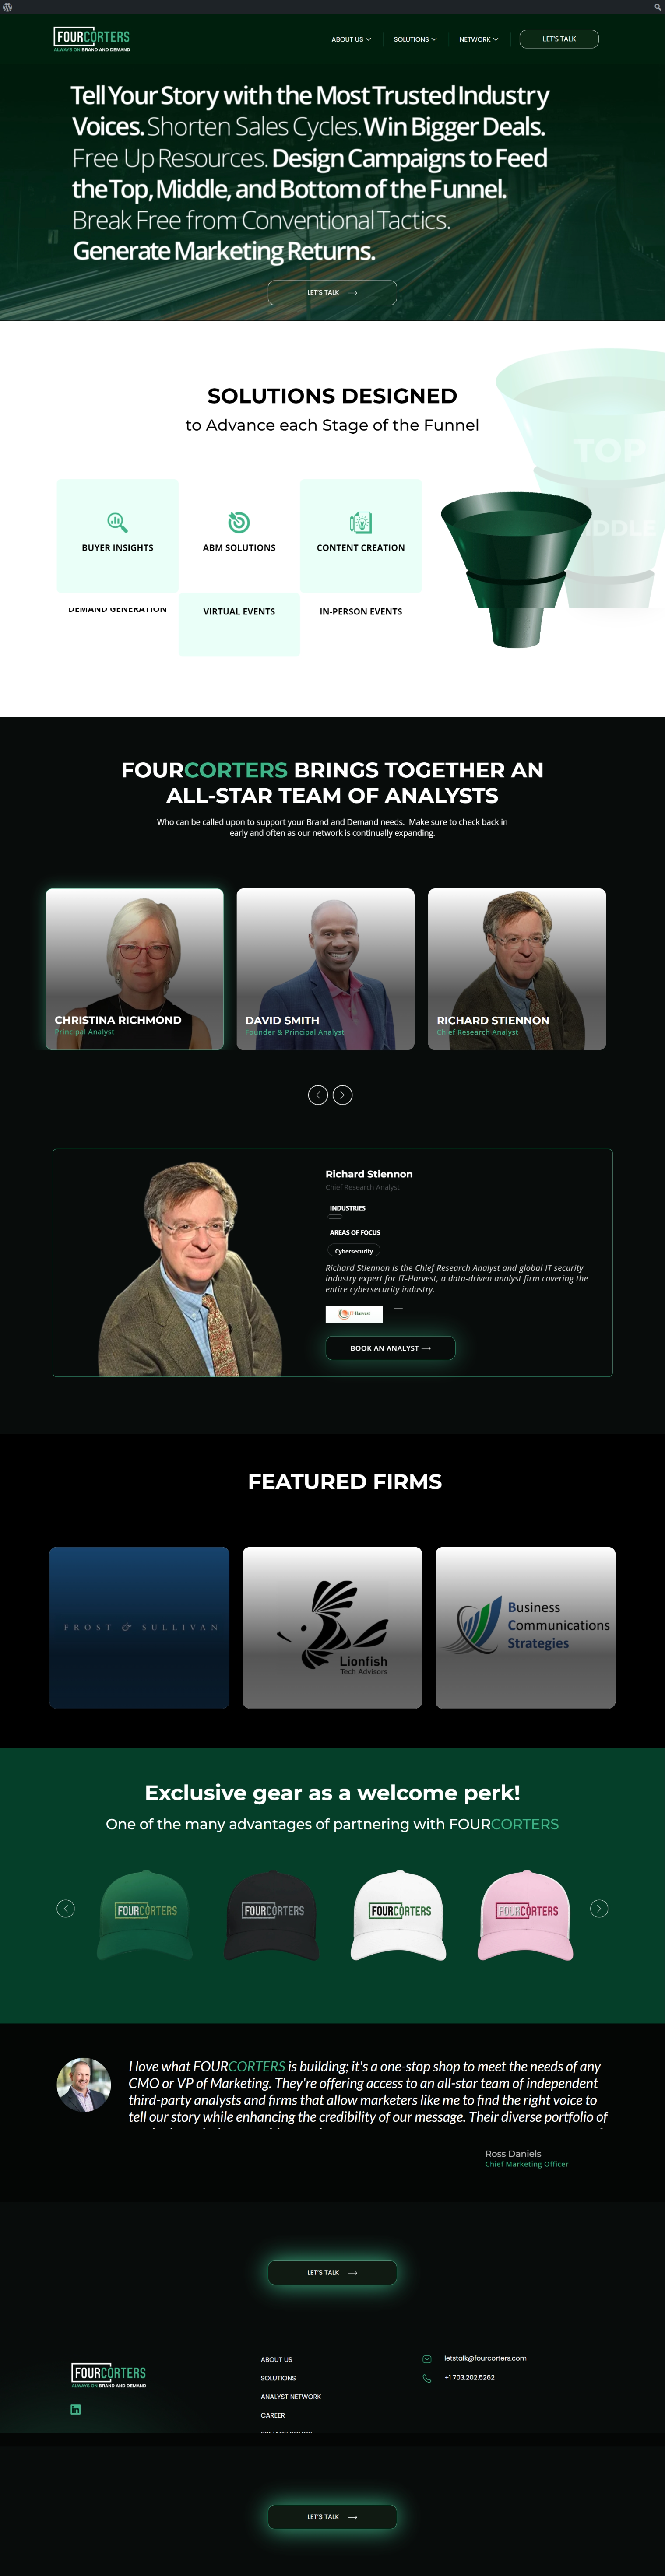 FOURCORTERS
ALWAYS ON BRAND AND DEMAND
ABOUT US
SOLUTIONS
NETWORK
LET'S TALK
Tell Your Story with the Most Trusted Industry
Voices. Shorten Sales Cycles. Win Bigger Deals.
Free Up Resources. Design Campaigns to Feed
the Top, Middle, and Bottom of the Funnel.
Break Free from Conventional Tactics.
Generate Marketing Returns.
LET'S TALK
SOLUTIONS DESIGNED
to Advance each Stage of the Funnel
TOP
BUYER INSIGHTS
ABM SOLUTIONS
CONTENT CREATION
DEMAND GENERATION
VIRTUAL EVENTS
IN-PERSON EVENTS
FOURCORTERS BRINGS TOGETHER AN
ALL-STAR TEAM OF ANALYSTS
Who can be called upon to support your Brand and Demand needs. Make sure to check back in
early and often as our network is continually expanding.
CHRISTINA RICHMOND
Principal Analyst
DAVID SMITH
Founder & Principal Analyst
RICHARD STIENNON
Chief Research Analyst
Richard Stiennon
Chief Research Analyst
INDUSTRIES
AREAS OF FOCUS
Cybersecurity
Richard Stiennon is the Chief Research Analyst and global IT security
industry expert for IT-Harvest, a data-driven analyst firm covering the
entire cybersecurity industry.
IT-Harvest
BOOK AN ANALYST
FEATURED FIRMS
FROST & SULLIVAN
Lionfish
Tech Advisors
Business
Communications
Strategies
Exclusive gear as a welcome perk!
One of the many advantages of partnering with FOURCORTERS
FOURCORTERS
FOURCORTERS
FOURCORTERS
FOURCORTERS
I love what FOURCORTERS is building; it's a one-stop shop to meet the needs of any
CMO or VP of Marketing. They're offering access to an all-star team of independent
third-party analysts and firms that allow marketers like me to find the right voice to
tell our story while enhancing the credibility of our message. Their diverse portfolio of
Ross Daniels
Chief Marketing Officer
LET'S TALK
FOURCORTERS
ALWAYS ON BRAND AND DEMAND
ABOUT US
SOLUTIONS
ANALYST NETWORK
CAREER
PRIVACY POLICY
letstalk@fourcorters.com
+1 703.202.5262
LET'S TALK